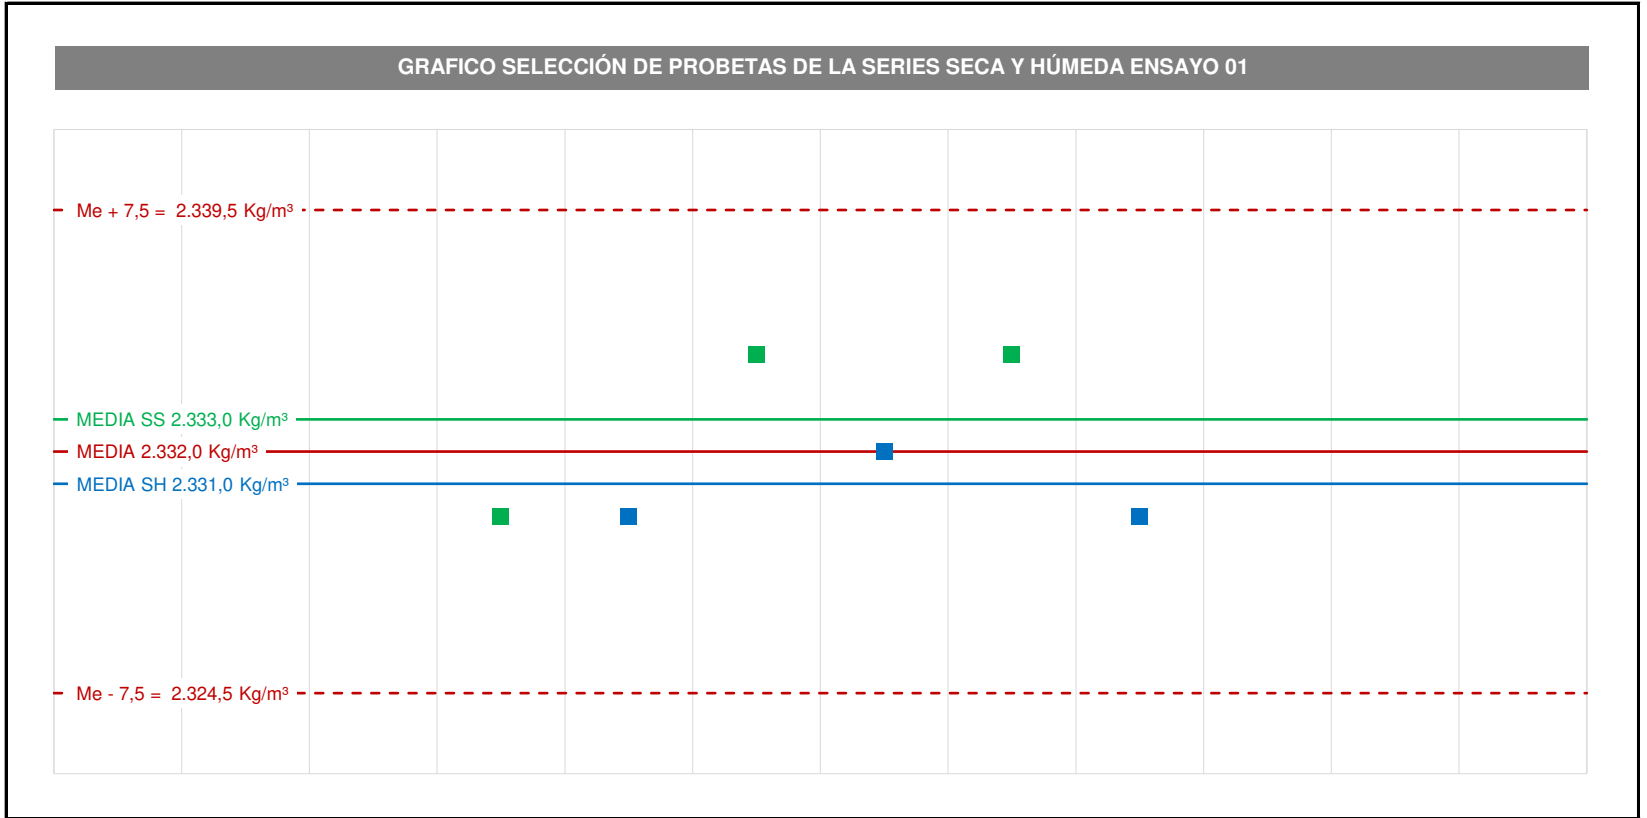 GRAFICO SELECCIÓN DE PROBETAS DE LA SERIES SECA Y HÚMEDA ENSAYO 01
Me + 7,5 = 2.339,5 Kg/m³
MEDIA SS 2.333,0 Kg/m³
MEDIA 2.332,0 Kg/m³
MEDIA SH 2.331,0 Kg/m³
Me - 7,5 = 2.324,5 Kg/m³